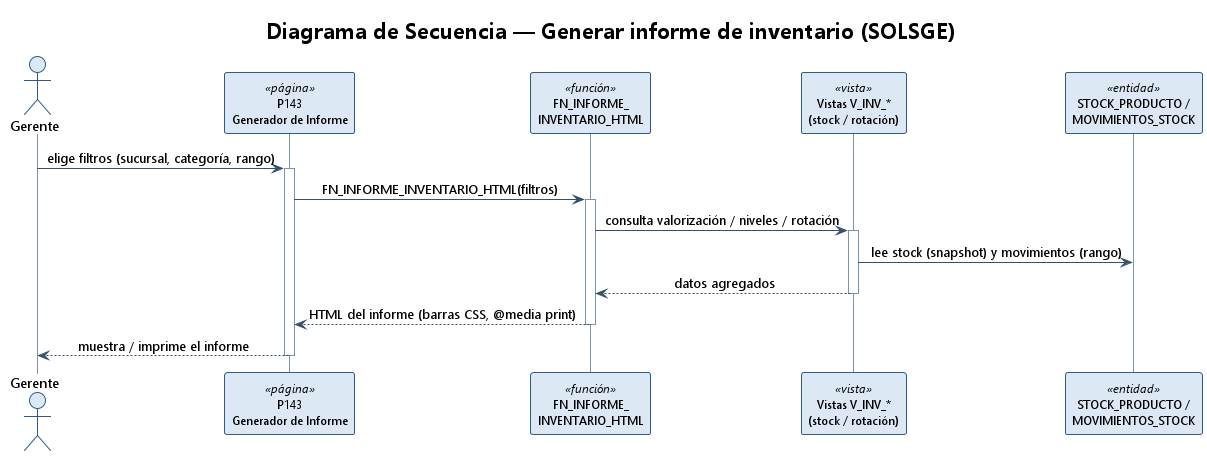 Diagrama de Secuencia — Generar informe de inventario (SOLSGE)
Gerente
«página»
P143
Generador de Informe
«función»
FN_INFORME_
INVENTARIO_HTML
«vista»
Vistas V_INV_*
(stock / rotación)
«entidad»
STOCK_PRODUCTO /
MOVIMIENTOS_STOCK
elige filtros (sucursal, categoría, rango)
FN_INFORME_INVENTARIO_HTML(filtros)
consulta valorización / niveles / rotación
lee stock (snapshot) y movimientos (rango)
datos agregados
HTML del informe (barras CSS, @media print)
muestra / imprime el informe
Gerente
«página»
P143
Generador de Informe
«función»
FN_INFORME_
INVENTARIO_HTML
«vista»
Vistas V_INV_*
(stock / rotación)
«entidad»
STOCK_PRODUCTO /
MOVIMIENTOS_STOCK